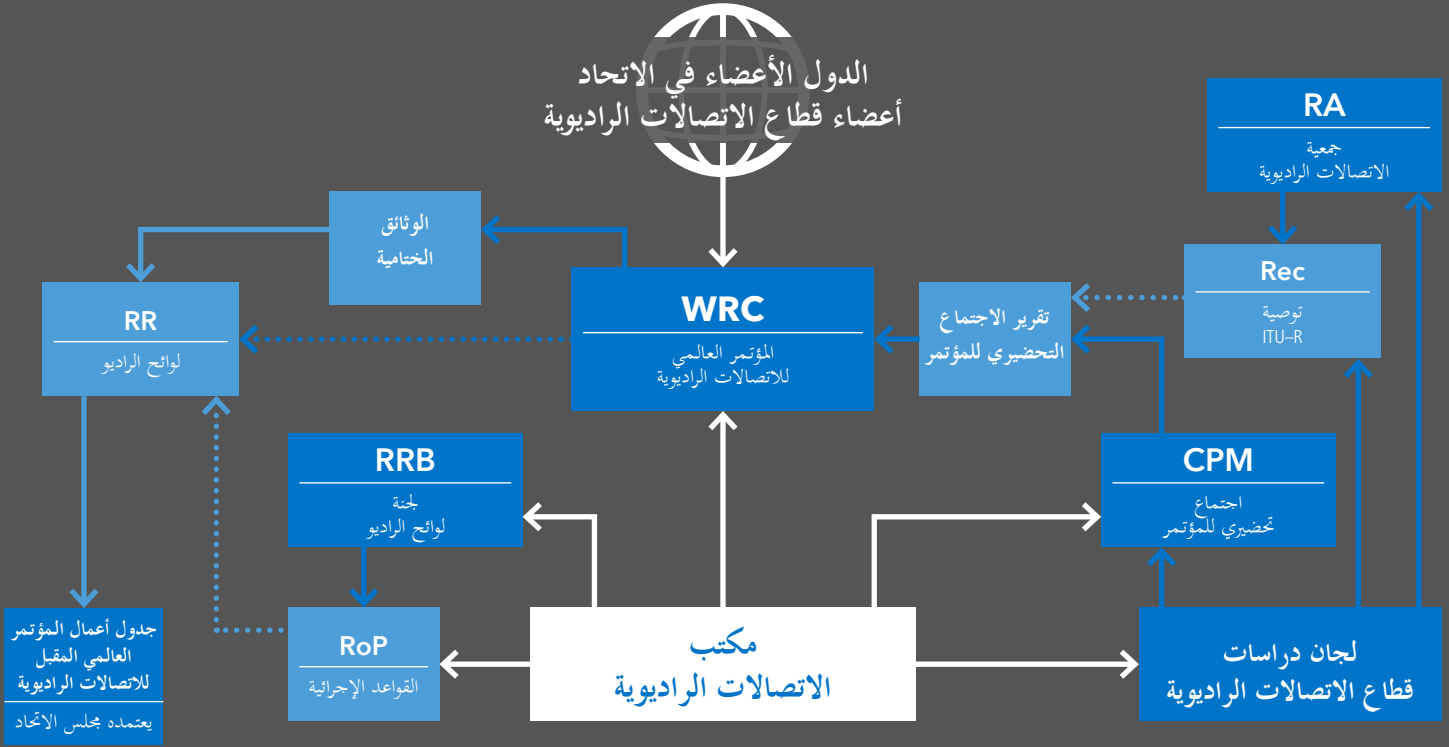 الدول الأعضاء في الاتحاد
أعضاء قطاع الاتصالات الراديوية
RA
جمعية
الاتصالات الراديوية
الوثائق
الختامية
Rec
توصية
ITU–R
WRC
المؤتمر العالمي
للاتصالات الراديوية
تقرير الاجتماع
التحضيري للمؤتمر
RR
لوائح الراديو
CPM
اجتماع
تحضيري للمؤتمر
RRB
لجنة
لوائح الراديو
لجان دراسات
قطاع الاتصالات الراديوية
مكتب
الاتصالات الراديوية
RoP
القواعد الإجرائية
جدول أعمال المؤتمر
العالمي المقبل
للاتصالات الراديوية
يعتمده مجلس الاتحاد